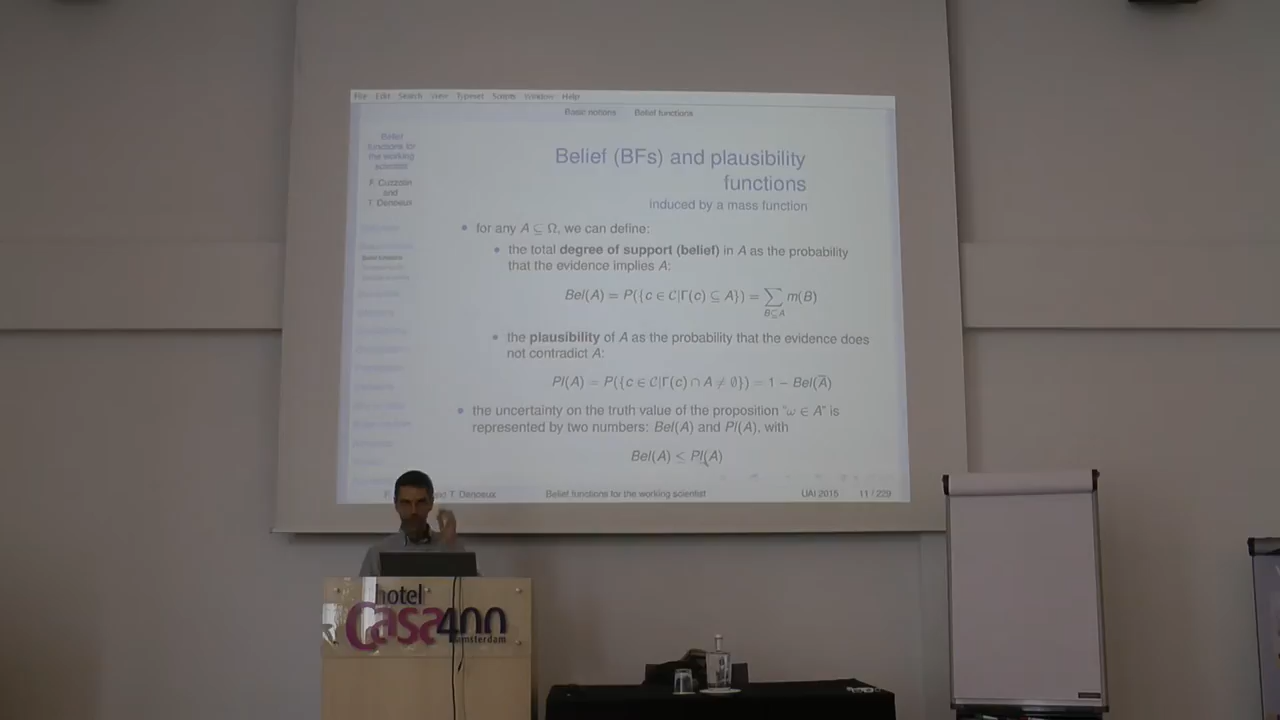 File Edit Search View Typeset Scripts Window Help
Basic notions Belief functions
Belief
functions for
the working
scientist
F. Cuzzolin
and
T. Denoeux
Belief (BFs) and plausibility
functions
induced by a mass function
• for any A ⊆ Ω, we can define:
• the total degree of support (belief) in A as the probability
that the evidence implies A:
Bel(A) = P({c ∈ C|Γ(c) ⊆ A}) = ∑ m(B)
B⊆A
• the plausibility of A as the probability that the evidence does
not contradict A:
Pl(A) = P({c ∈ C|Γ(c) ∩ A ≠ ∅}) = 1 − Bel(A̅)
• the uncertainty on the truth value of the proposition "ω ∈ A" is
represented by two numbers: Bel(A) and Pl(A), with
Bel(A) ≤ Pl(A)
T. Denoeux Belief functions for the working scientist UAI 2015 11 / 229
hotel
Casa400
amsterdam